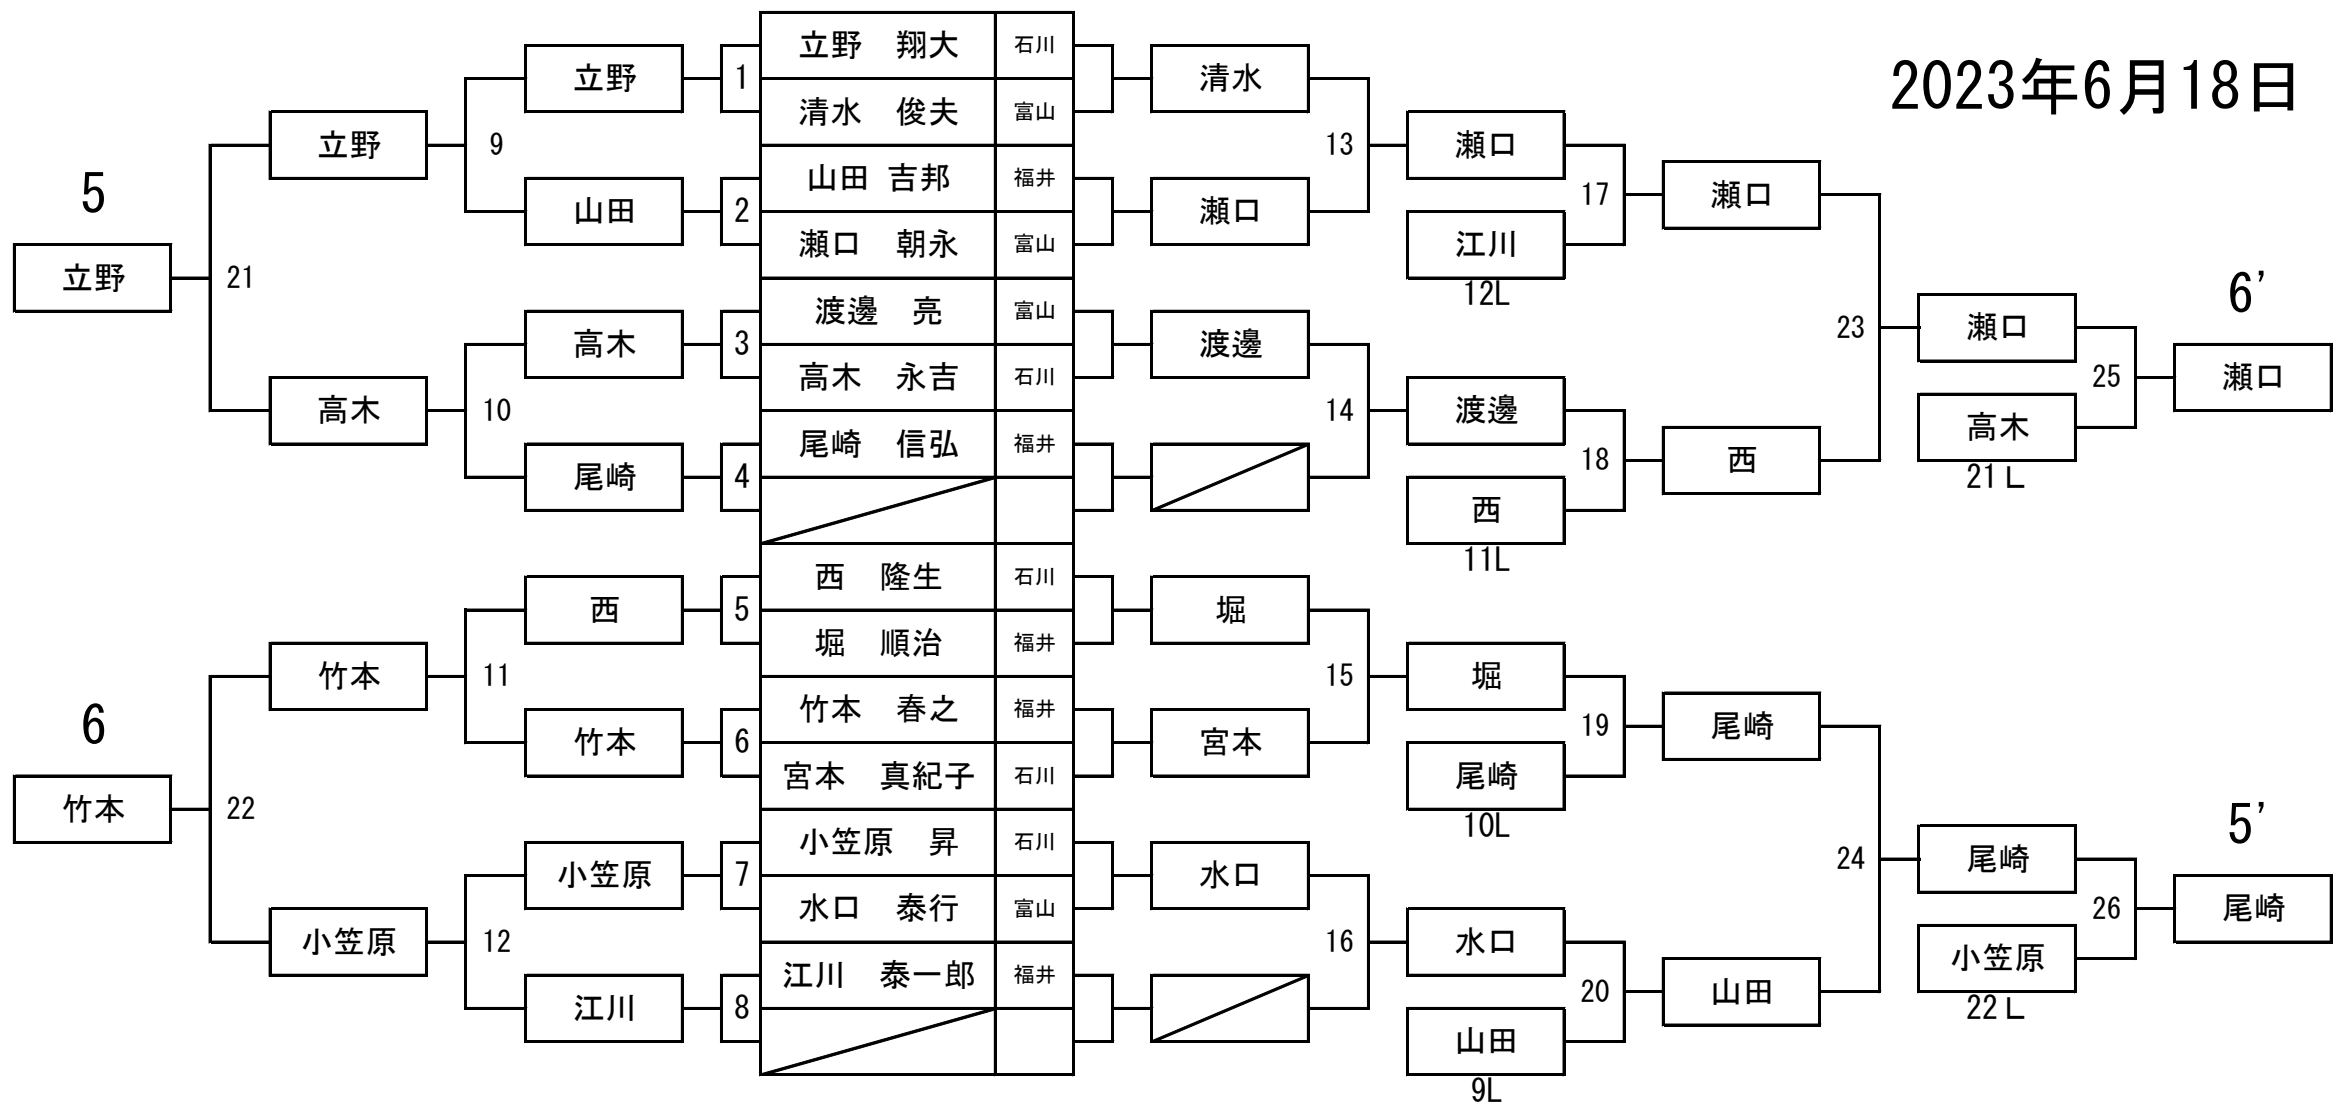 2023年6月18日
立野　翔大 石川
清水　俊夫 富山
山田 吉邦 福井
瀬口　朝永 富山
渡邊　亮 富山
高木　永吉 石川
尾崎　信弘 福井
西　隆生 石川
堀　順治 福井
竹本　春之 福井
宮本　真紀子 石川
小笠原　昇 石川
水口　泰行 富山
江川　泰一郎 福井
1
2
3
4
5
6
7
8
立野
山田
高木
尾崎
西
竹本
小笠原
江川
9
10
11
12
立野
高木
竹本
小笠原
21
22
5
立野
6
竹本
清水
瀬口
渡邊
堀
宮本
水口
13
14
15
16
瀬口
江川
12L
渡邊
西
11L
堀
尾崎
10L
水口
山田
9L
17
18
19
20
瀬口
西
尾崎
山田
23
24
瀬口
高木
21L
尾崎
小笠原
22L
25
26
6’
瀬口
5’
尾崎